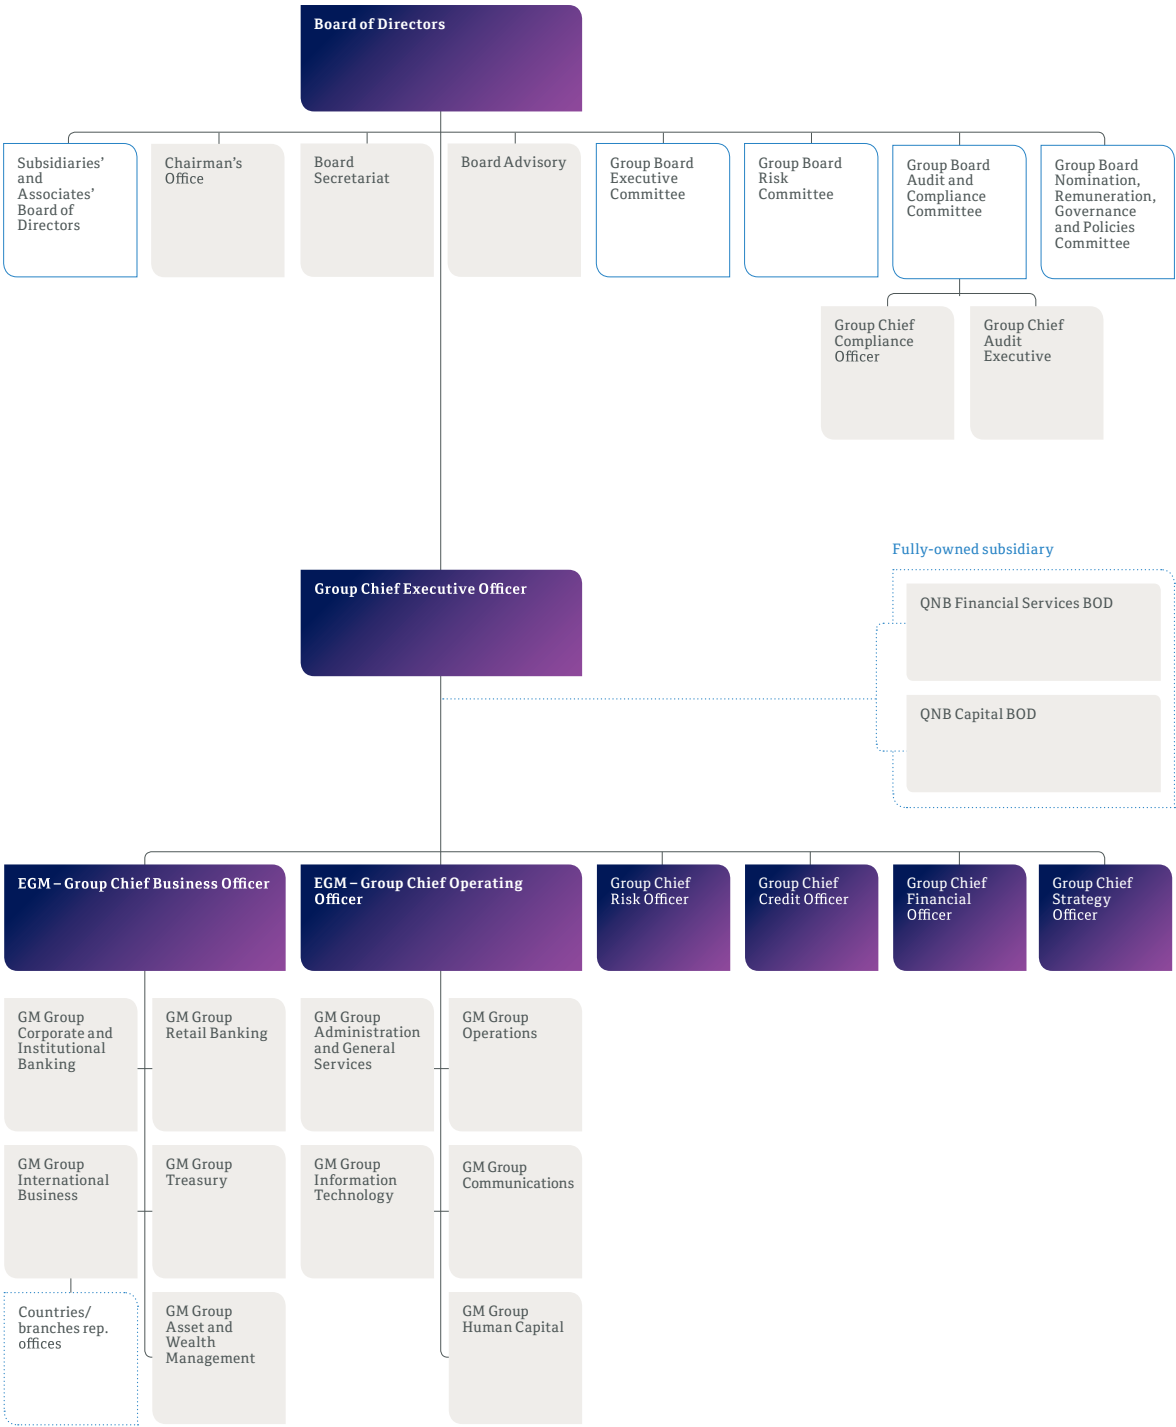 Board of Directors
Subsidiaries’
and
Associates’
Board of
Directors
Chairman’s
Office
Board
Secretariat
Board Advisory
Group Board
Executive
Committee
Group Board
Risk
Committee
Group Board
Audit and
Compliance
Committee
Group Board
Nomination,
Remuneration,
Governance
and Policies
Committee
Group Chief
Compliance
Officer
Group Chief
Audit
Executive
Fully-owned subsidiary
Group Chief Executive Officer
QNB Financial Services BOD
QNB Capital BOD
EGM – Group Chief Business Officer
EGM – Group Chief Operating
Officer
Group Chief
Risk Officer
Group Chief
Credit Officer
Group Chief
Financial
Officer
Group Chief
Strategy
Officer
GM Group
Corporate and
Institutional
Banking
GM Group
Retail Banking
GM Group
Administration
and General
Services
GM Group
Operations
GM Group
International
Business
GM Group
Treasury
GM Group
Information
Technology
GM Group
Communications
Countries/
branches rep.
offices
GM Group
Asset and
Wealth
Management
GM Group
Human Capital